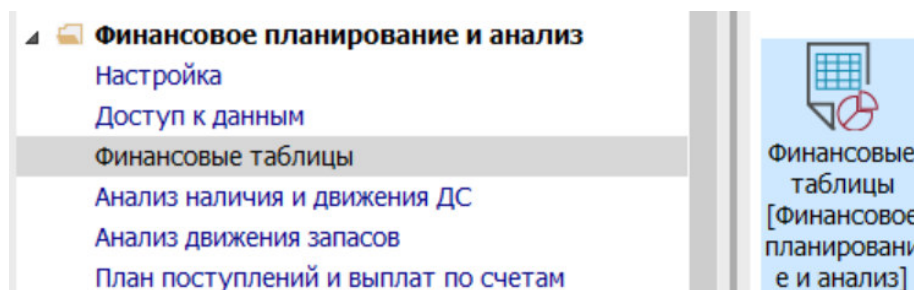 Финансовое планирование и анализ
Настройка
Доступ к данным
Финансовые таблицы
Анализ наличия и движения ДС
Анализ движения запасов
План поступлений и выплат по счетам
Финансовые
таблицы
[Финансовое
планировани
е и анализ]